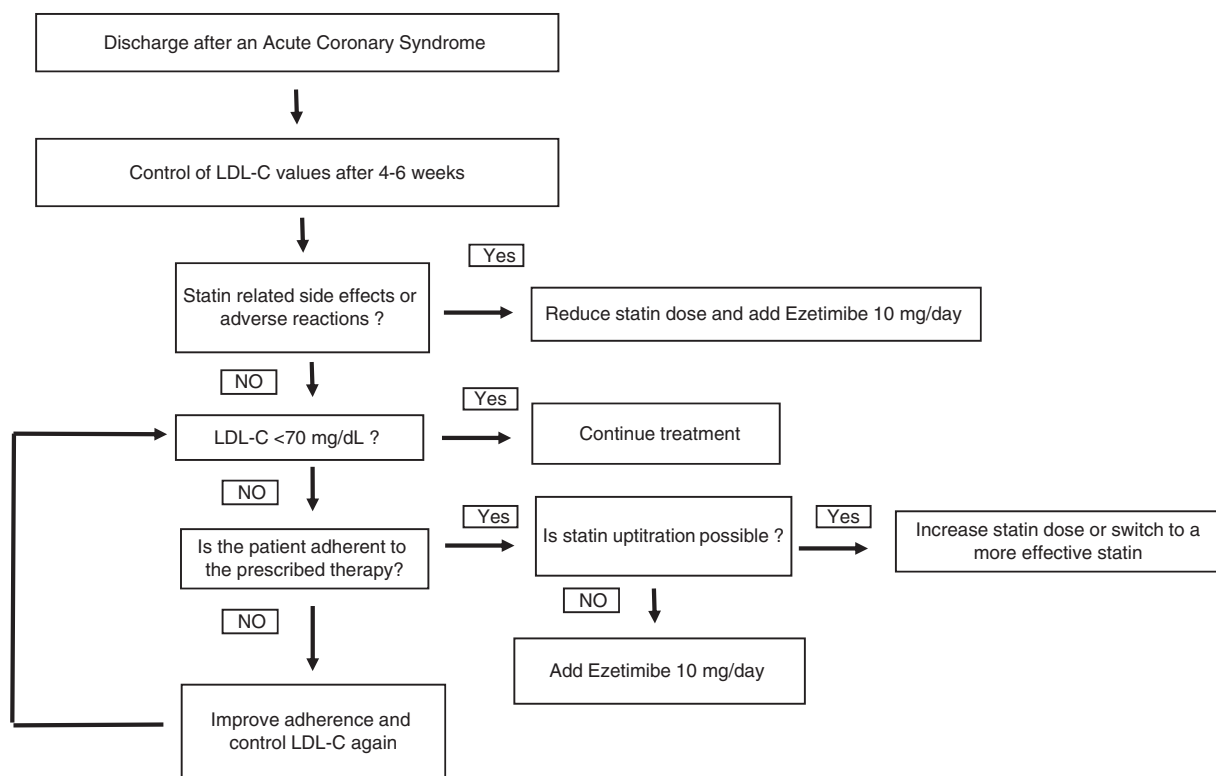 Discharge after an Acute Coronary Syndrome
Control of LDL-C values after 4-6 weeks
Yes
Statin related side effects or
adverse reactions ?
Reduce statin dose and add Ezetimibe 10 mg/day
NO
Yes
LDL-C <70 mg/dL ?
Continue treatment
NO
Yes
Is statin uptitration possible ?
Yes
Increase statin dose or switch to a
more effective statin
Is the patient adherent to
the prescribed therapy?
NO
NO
Add Ezetimibe 10 mg/day
Improve adherence and
control LDL-C again